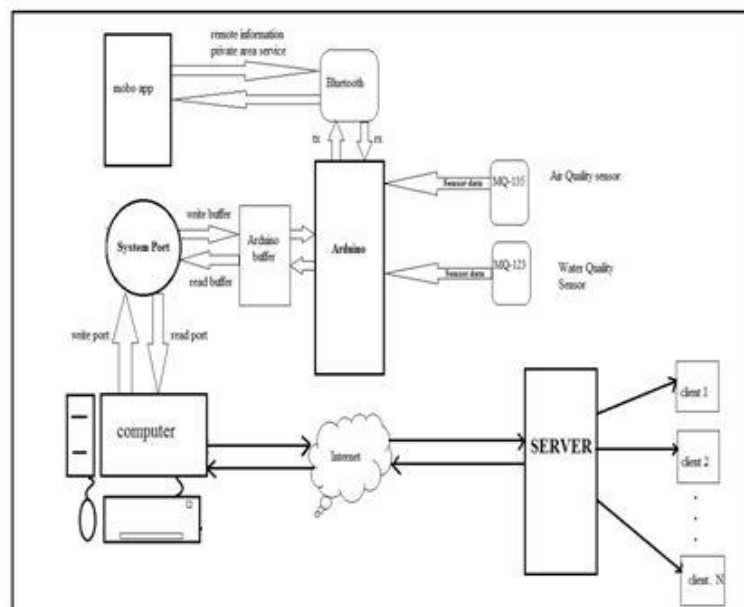 remote information
private area service
mobo app
Bluetooth
tx
rx
Sensor data
MQ-135
Air Quality sensor
write buffer
System Port
Arduino
buffer
Arduino
read buffer
Sensor data
MQ-123
Water Quality
Sensor
write port
read port
computer
Internet
SERVER
client 1
client 2
client. N